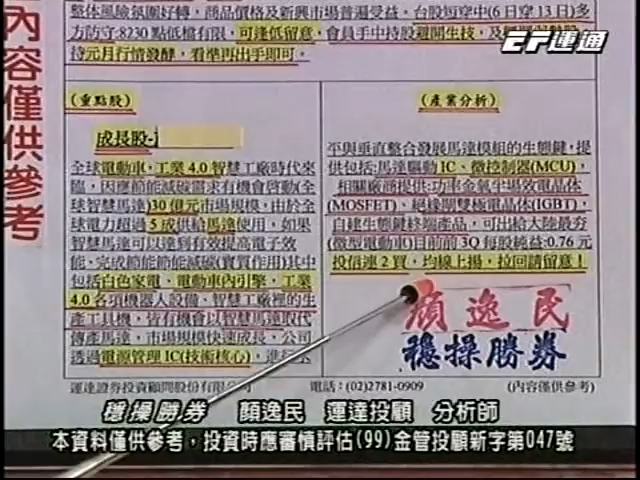 內容僅供參考
整體風險氛圍好轉，商品價格及新興市場普遍受益。台股短空中(6日穿13日)多
方防守:8230點低檔有限，可逢低留意，會員手中持股避開生技，及
持元月行情發酵，看準再出手即可。
EF運通
(重點股)
成長股-
全球電動車，工業4.0智慧工廠時代來
臨，因應節能減碳需求有機會啟動(全
球智慧馬達)30億元市場規模，由於全
球電力超過5成供給馬達使用，如果
智慧馬達可以達到有效提高電子效
能，完成節能節能減碳(實質作用)其中
包括白色家電、電動車內引擎，工業
4.0各項機器人設備、智慧工廠裡的生
產工具機，皆有機會以智慧馬達取代
傳產馬達，市場規模快速成長，公司
透過電源管理IC(技術核心)，進行
(產業分析)
平與垂直整合發展馬達模組的生態鏈，提
供包括:馬達驅動IC、微控制器(MCU)，
相關廠商提供:功率金氧半場效電晶體
(MOSFET)、絕緣閘雙極電晶體(IGBT)，
自建生態鏈終端產品，可出給大陸最夯
(微型電動車)目前前3Q每股純益:0.76元
投信連2買，均線上揚，拉回請留意！
顏逸民
穩操勝券
運達證券投資顧問股份有限公司
電話：(02)2781-0909
(內容僅供參考)
穩操勝券 顏逸民 運達投顧 分析師
本資料僅供參考，投資時應審慎評估(99)金管投顧新字第047號